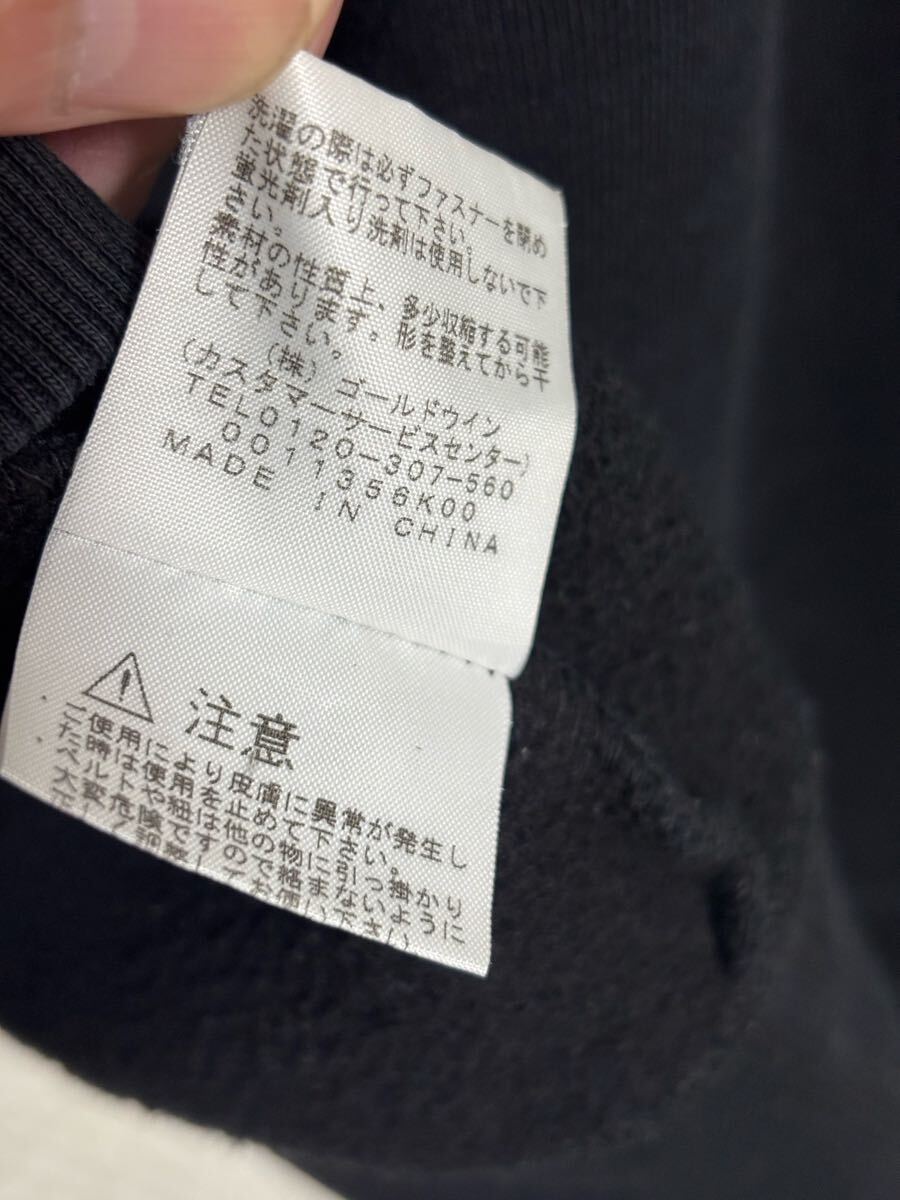 洗濯の際は必ずファスナーを閉め
た状態で行って下さい。
蛍光剤入り洗剤は使用しないで下
さい。
素材の性質上、多少収縮する可能
性があります。形を整えてから干
して下さい。
(株)ゴールドウイン
(カスタマーサービスセンター)
TEL0120-307-560
0011356K00
MADE IN CHINA
注意
ご使用により皮膚に異常が発生し
た時は使用を止めて下さい。
ベルトや紐は他の物に引っ掛かり
大変危険ですので絡まないように